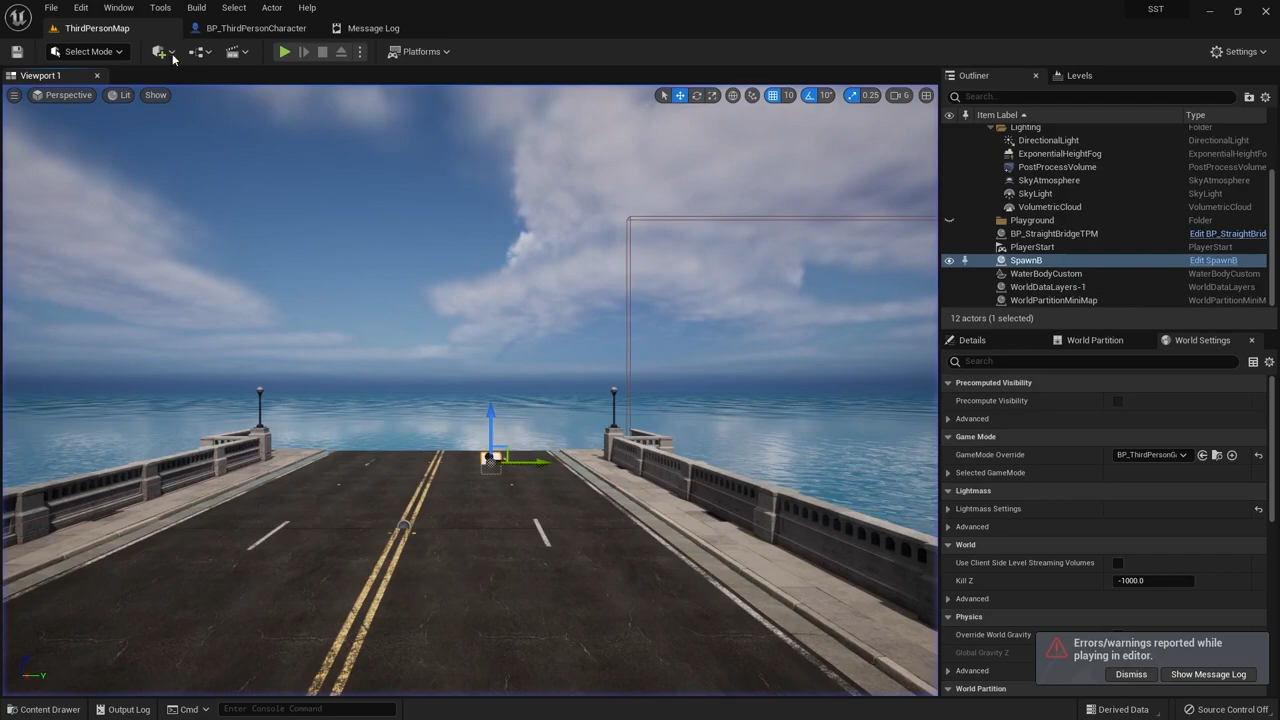 File Edit Window Tools Build Select Actor Help SST
ThirdPersonMap BP_ThirdPersonCharacter Message Log
Select Mode Platforms Settings
Viewport 1
Perspective Lit Show 10 10° 0.25 6
Outliner Levels
Search...
Item Label Type
Lighting Folder
DirectionalLight DirectionalLight
ExponentialHeightFog ExponentialHeightFo
PostProcessVolume PostProcessVolume
SkyAtmosphere SkyAtmosphere
SkyLight SkyLight
VolumetricCloud VolumetricCloud
Playground Folder
BP_StraightBridgeTPM Edit BP_StraightBrid
PlayerStart PlayerStart
SpawnB Edit SpawnB
WaterBodyCustom WaterBodyCustom
WorldDataLayers-1 WorldDataLayers
WorldPartitionMiniMap WorldPartitionMiniM
12 actors (1 selected)
Details World Partition World Settings
Search
Precomputed Visibility
Precompute Visibility
Advanced
Game Mode
GameMode Override BP_ThirdPersonGa
Selected GameMode
Lightmass
Lightmass Settings
Advanced
World
Use Client Side Level Streaming Volumes
Kill Z -1000.0
Advanced
Physics
Override World Gravity
Global Gravity Z
Advanced
World Partition
Errors/warnings reported while
playing in editor.
Dismiss Show Message Log
Content Drawer Output Log Cmd Enter Console Command Derived Data Source Control Off
Y